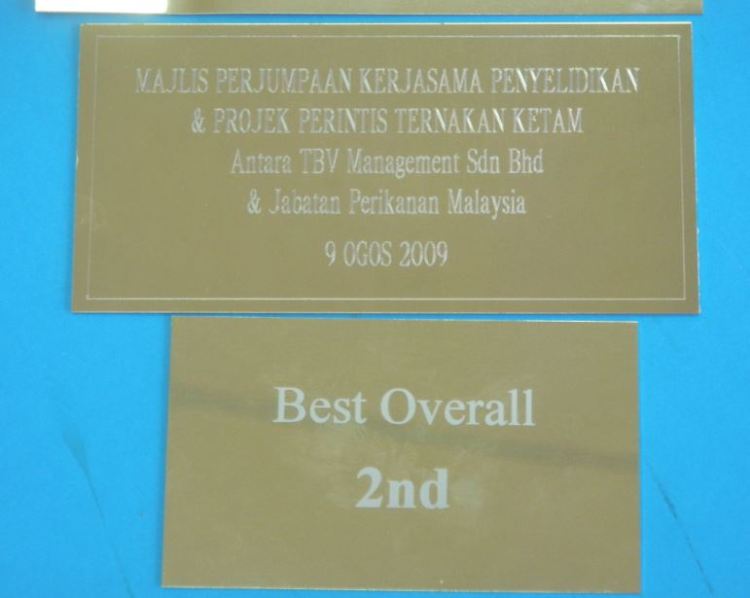 MAJLIS PERJUMPAAN KERJASAMA PENYELIDIKAN
& PROJEK PERINTIS TERNAKAN KETAM
Antara TBV Management Sdn Bhd
& Jabatan Perikanan Malaysia
9 OGOS 2009
Best Overall
2nd